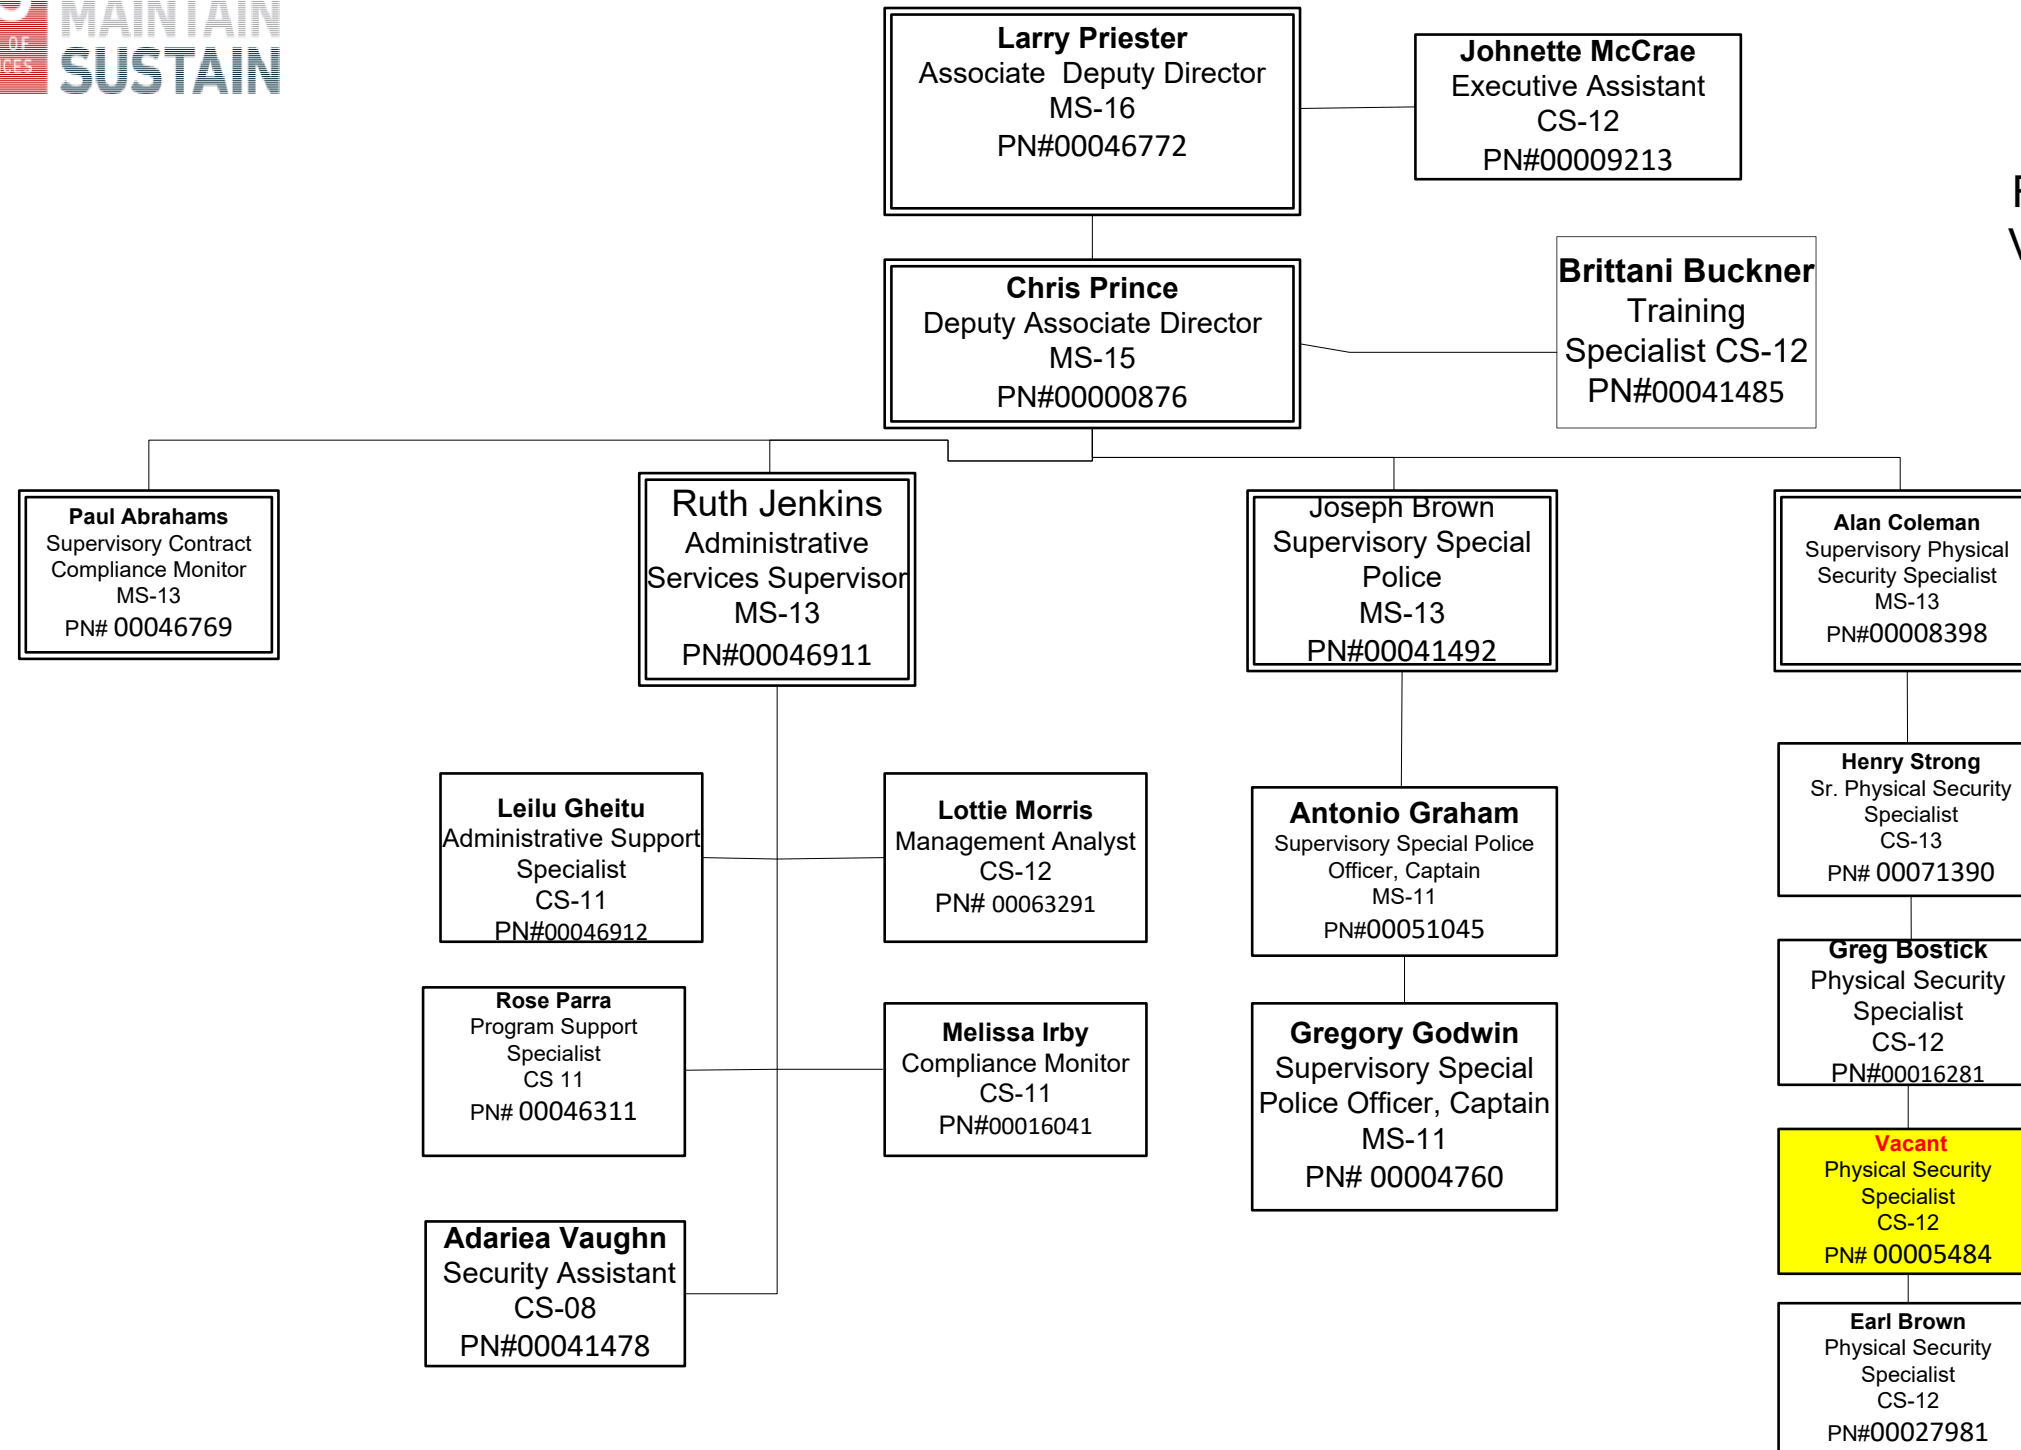 MAINTAIN
OF
SUSTAIN
Larry Priester
Associate Deputy Director
MS-16
PN#00046772
Johnette McCrae
Executive Assistant
CS-12
PN#00009213
Chris Prince
Deputy Associate Director
MS-15
PN#00000876
Brittani Buckner
Training
Specialist CS-12
PN#00041485
Paul Abrahams
Supervisory Contract
Compliance Monitor
MS-13
PN# 00046769
Ruth Jenkins
Administrative
Services Supervisor
MS-13
PN#00046911
Joseph Brown
Supervisory Special
Police
MS-13
PN#00041492
Alan Coleman
Supervisory Physical
Security Specialist
MS-13
PN#00008398
Leilu Gheitu
Administrative Support
Specialist
CS-11
PN#00046912
Lottie Morris
Management Analyst
CS-12
PN# 00063291
Antonio Graham
Supervisory Special Police
Officer, Captain
MS-11
PN#00051045
Henry Strong
Sr. Physical Security
Specialist
CS-13
PN# 00071390
Rose Parra
Program Support
Specialist
CS 11
PN# 00046311
Melissa Irby
Compliance Monitor
CS-11
PN#00016041
Gregory Godwin
Supervisory Special
Police Officer, Captain
MS-11
PN# 00004760
Greg Bostick
Physical Security
Specialist
CS-12
PN#00016281
Vacant
Physical Security
Specialist
CS-12
PN# 00005484
Adariea Vaughn
Security Assistant
CS-08
PN#00041478
Earl Brown
Physical Security
Specialist
CS-12
PN#00027981